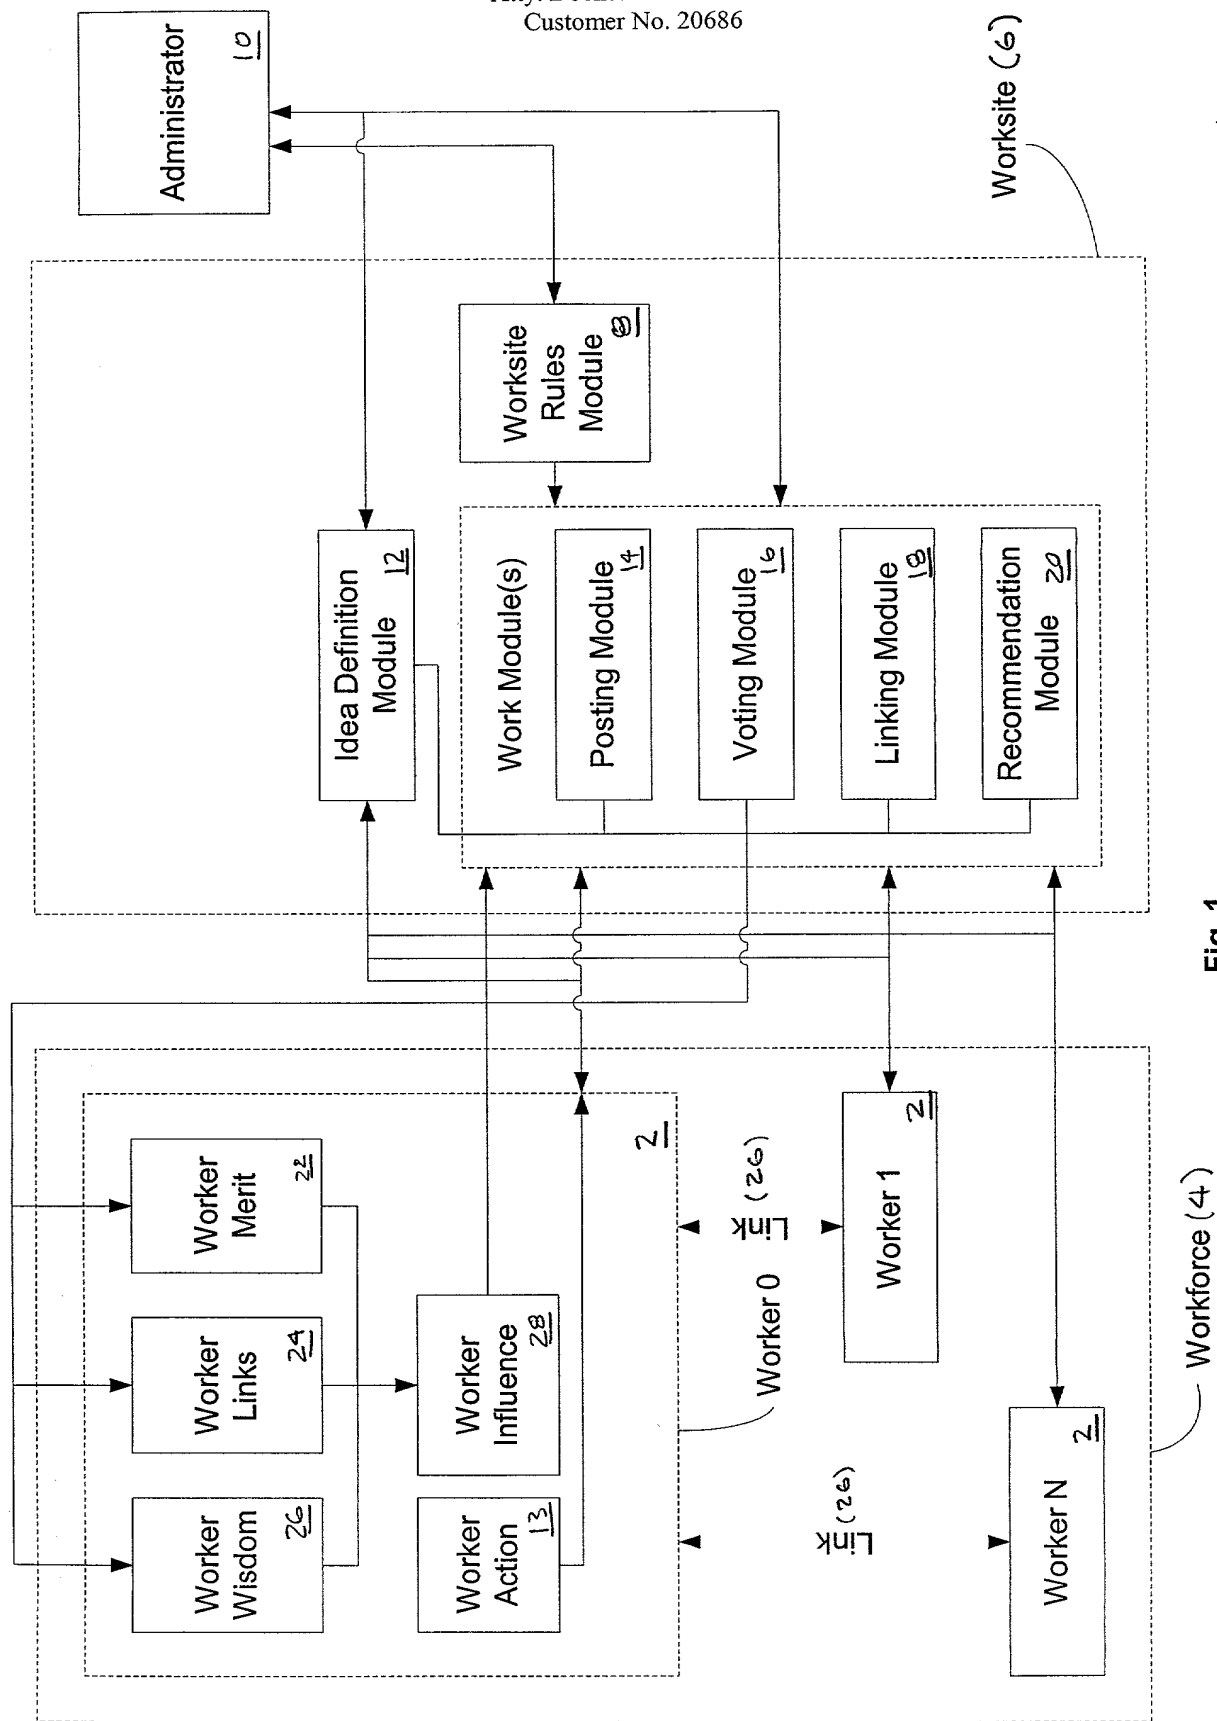 Customer No. 20686
Administrator
10
Worksite (6)
Worksite
Rules
Module
8
Idea Definition
Module
12
Work Module(s)
Posting Module
14
Voting Module
16
Linking Module
18
Recommendation
Module
20
Worker
Merit
22
Worker
Links
24
Worker
Wisdom
26
Worker
Influence
28
Worker
Action
13
2
Worker 0
Link (26)
Link (26)
Worker 1
2
Worker N
2
Workforce (4)
Fig. 1